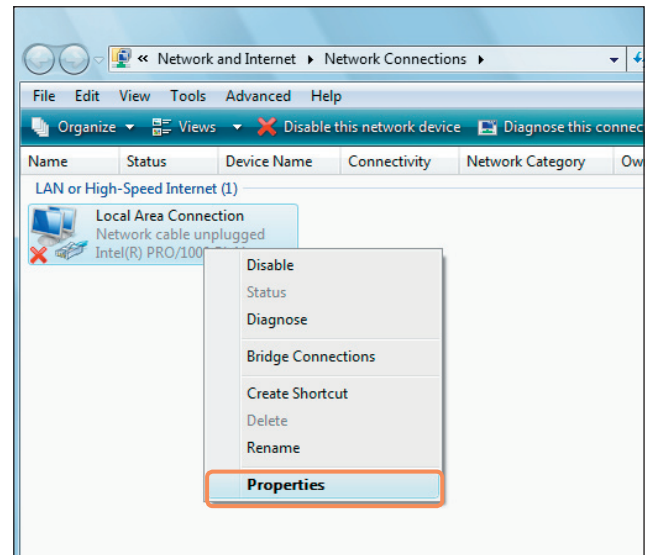 « Network and Internet ▸ Network Connections ▸
File Edit View Tools Advanced Help
Organize Views Disable this network device Diagnose this connec
Name Status Device Name Connectivity Network Category Ow
LAN or High-Speed Internet (1)
Local Area Connection
Network cable unplugged
Intel(R) PRO/100
Disable
Status
Diagnose
Bridge Connections
Create Shortcut
Delete
Rename
Properties